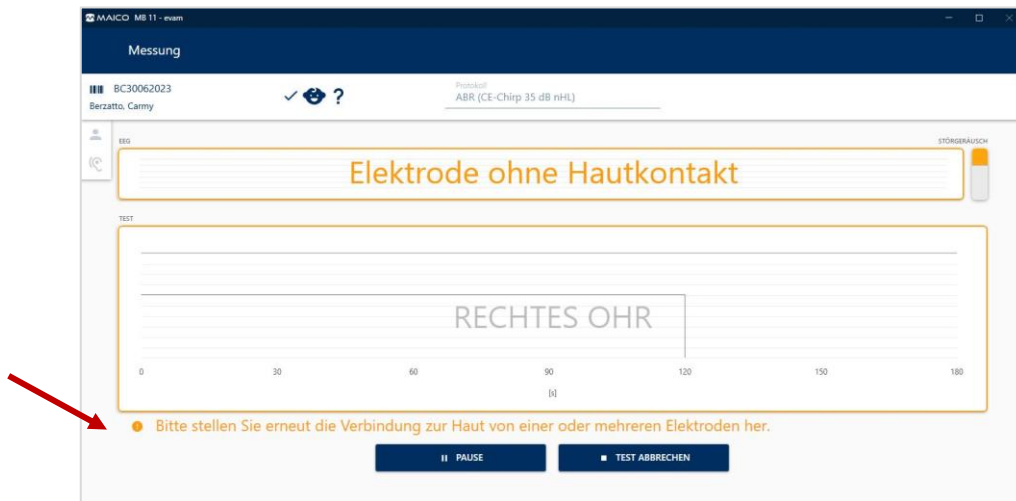 MAICO MB 11 - evam
Messung
BC30062023
Berzatto, Carmy
?
Protokoll
ABR (CE-Chirp 35 dB nHL)
EEG
STÖRGERÄUSCH
Elektrode ohne Hautkontakt
TEST
RECHTES OHR
0 30 60 90 120 150 180
[s]
Bitte stellen Sie erneut die Verbindung zur Haut von einer oder mehreren Elektroden her.
PAUSE
TEST ABBRECHEN